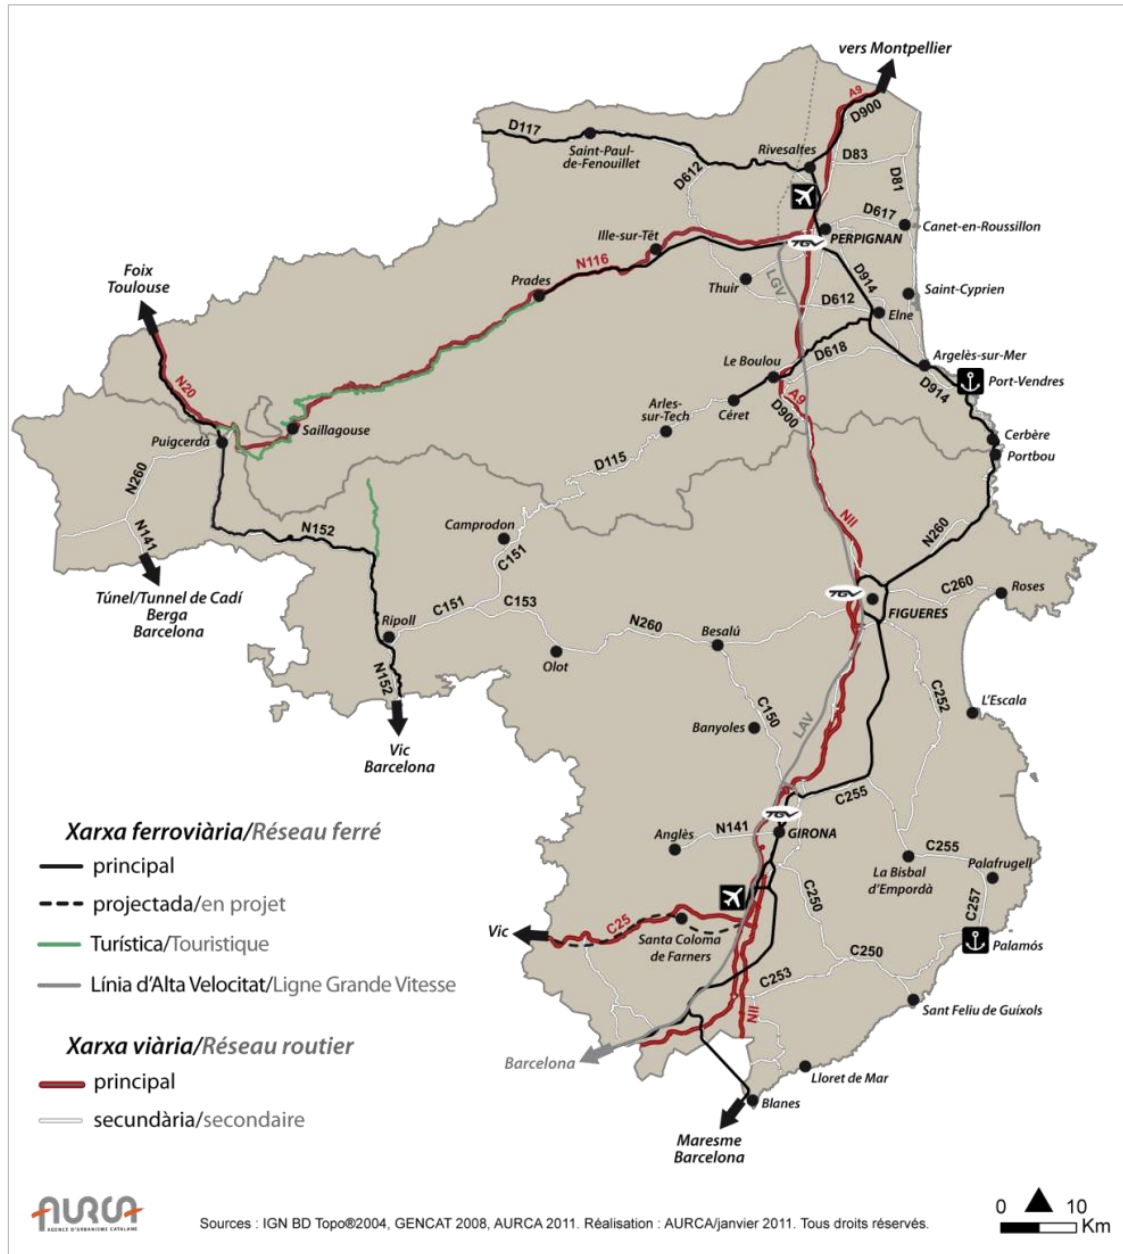 vers Montpellier
A9
D900
D117
Saint-Paul-
de-Fenouillet
Rivesaltes
D83
D612
D81
D617
Canet-en-Roussillon
PERPIGNAN
TGV
Ille-sur-Têt
N116
Foix
Toulouse
Prades
LGV
Thuir
D914
D612
Saint-Cyprien
Elne
N20
Le Boulou
D618
Argelès-sur-Mer
D914
Port-Vendres
A9
D900
Arles-
sur-Tech
Céret
Saillagouse
Puigcerdà
Cerbère
Portbou
D115
N260
N141
N152
Camprodon
C151
NII
N260
Túnel/Tunnel de Cadí
Berga
Barcelona
TGV
C260
Roses
FIGUERES
C151
C153
Ripoll
N260
Besalú
Olot
N152
C252
C150
L'Escala
Banyoles
LAV
Vic
Barcelona
C255
TGV
N141
GIRONA
Anglès
C255
La Bisbal
d'Empordà
Palafrugell
C250
C257
Vic
C25
Santa Coloma
de Farners
C250
Palamós
C253
NII
Sant Feliu de Guíxols
Barcelona
Lloret de Mar
Blanes
Maresme
Barcelona
Xarxa ferroviària/Réseau ferré
principal
projectada/en projet
Turística/Touristique
Línia d'Alta Velocitat/Ligne Grande Vitesse
Xarxa viària/Réseau routier
principal
secundària/secondaire
AURCA
AGENCE D'URBANISME CATALANE
Sources : IGN BD Topo®2004, GENCAT 2008, AURCA 2011. Réalisation : AURCA/janvier 2011. Tous droits réservés.
0 10
Km